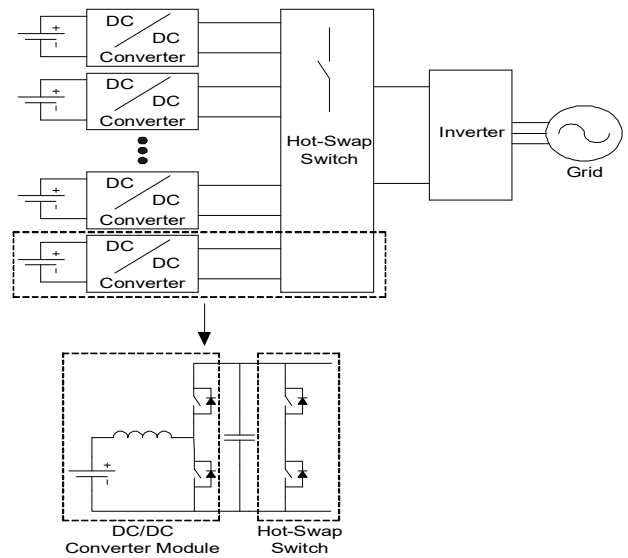 DC
DC
Converter
DC
DC
Converter
Hot-Swap
Switch
Inverter
Grid
DC
DC
Converter
DC
DC
Converter
DC/DC
Converter Module
Hot-Swap
Switch